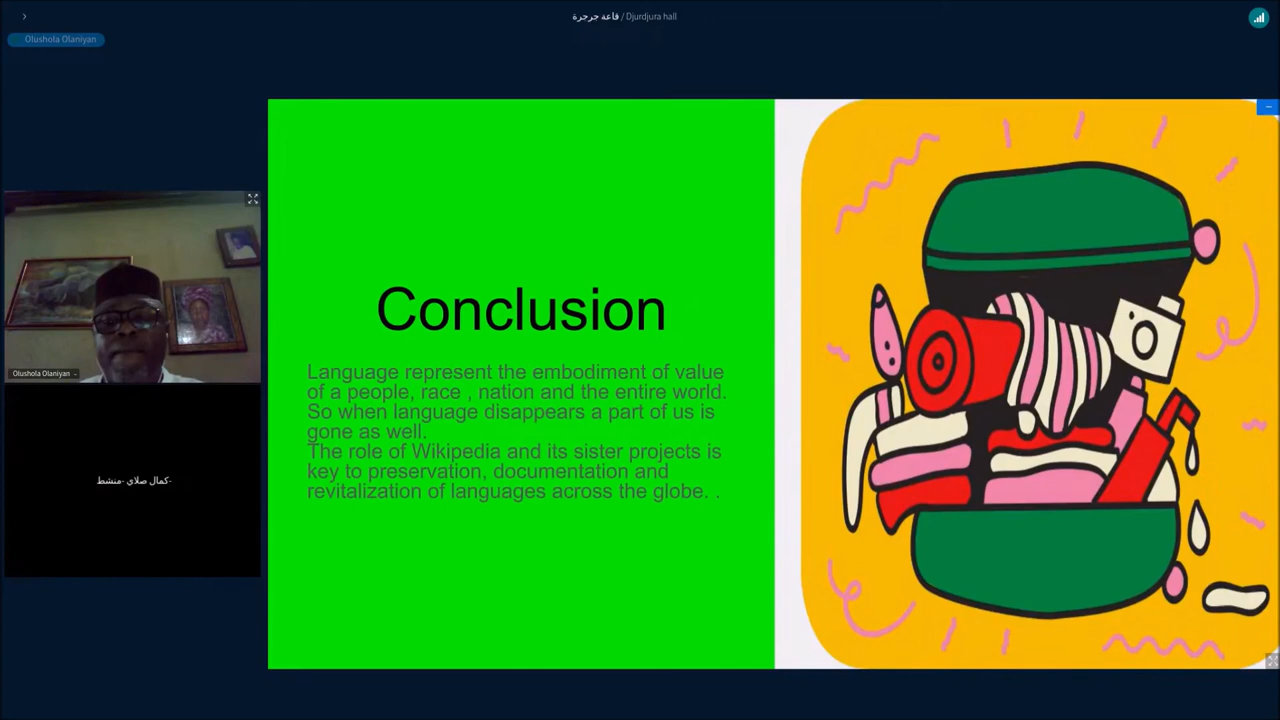 قاعة جرجرة / Djurdjura hall
Olushola Olaniyan
Olushola Olaniyan
كمال صلاي -منشط-
Conclusion
Language represent the embodiment of value
of a people, race , nation and the entire world.
So when language disappears a part of us is
gone as well.
The role of Wikipedia and its sister projects is
key to preservation, documentation and
revitalization of languages across the globe. .